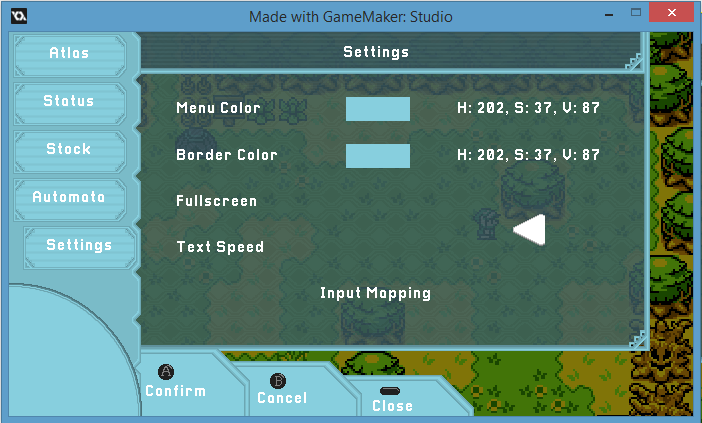 Made with GameMaker: Studio
Atlas
Settings
Status
Menu Color
H: 202, S: 37, V: 87
Stock
Border Color
H: 202, S: 37, V: 87
Automata
Fullscreen
Settings
Text Speed
Input Mapping
A
Confirm
B
Cancel
Close